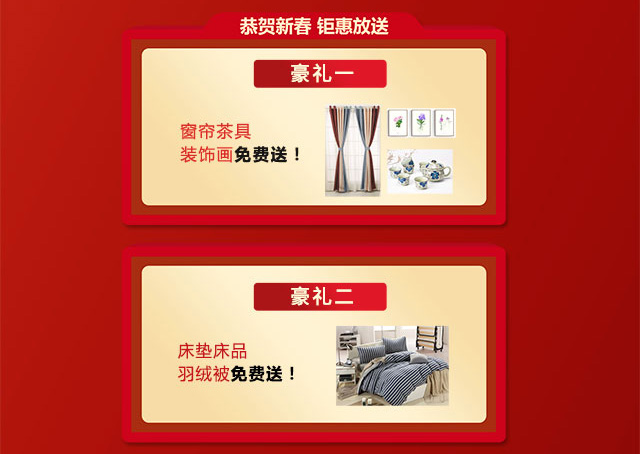 恭贺新春 钜惠放送
豪礼一
窗帘茶具
装饰画免费送！
豪礼二
床垫床品
羽绒被免费送！